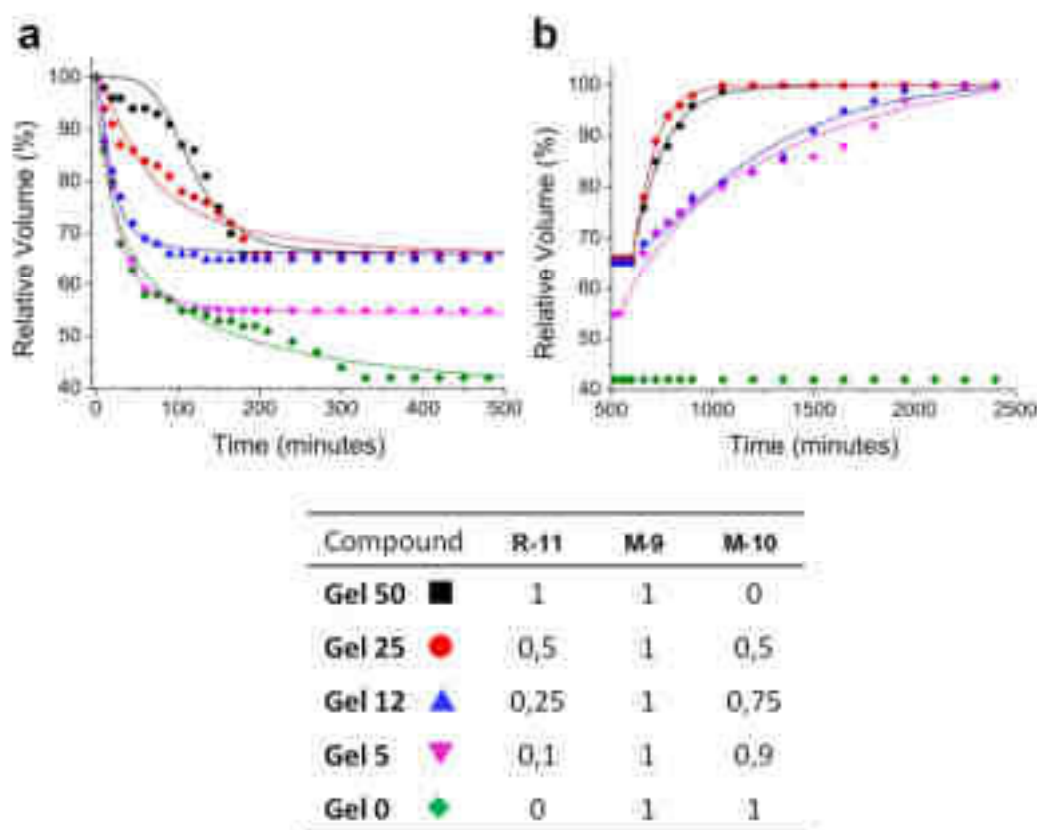 a
b
100
90
80
70
60
50
40
Relative Volume (%)
0
100
200
300
400
500
Time (minutes)
100
90
80
70
60
50
40
Relative Volume (%)
500
1000
1500
2000
2500
Time (minutes)
Compound R-11 M-9 M-10
Gel 50 1 1 0
Gel 25 0,5 1 0,5
Gel 12 0,25 1 0,75
Gel 5 0,1 1 0,9
Gel 0 0 1 1